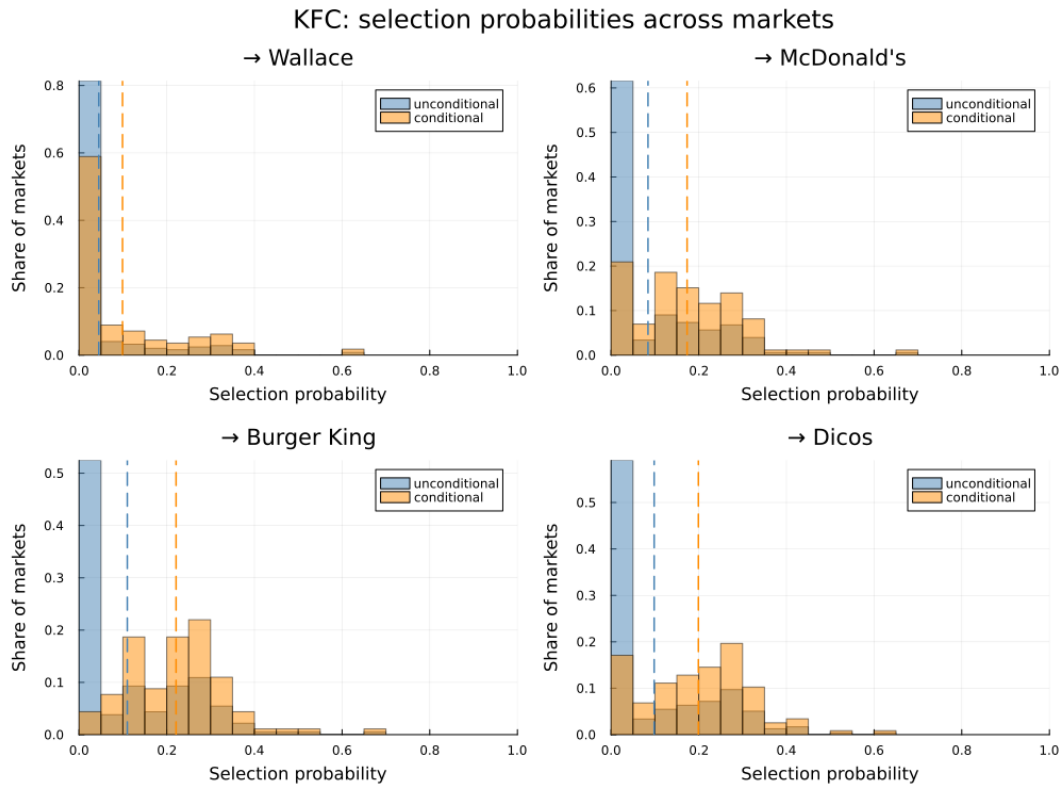 KFC: selection probabilities across markets
→ Wallace
0.8
0.6
0.4
0.2
0.0
Share of markets
unconditional
conditional
0.0 0.2 0.4 0.6 0.8 1.0
Selection probability
→ McDonald's
0.6
0.5
0.4
0.3
0.2
0.1
0.0
Share of markets
unconditional
conditional
0.0 0.2 0.4 0.6 0.8 1.0
Selection probability
→ Burger King
0.5
0.4
0.3
0.2
0.1
0.0
Share of markets
unconditional
conditional
0.0 0.2 0.4 0.6 0.8 1.0
Selection probability
→ Dicos
0.5
0.4
0.3
0.2
0.1
0.0
Share of markets
unconditional
conditional
0.0 0.2 0.4 0.6 0.8 1.0
Selection probability